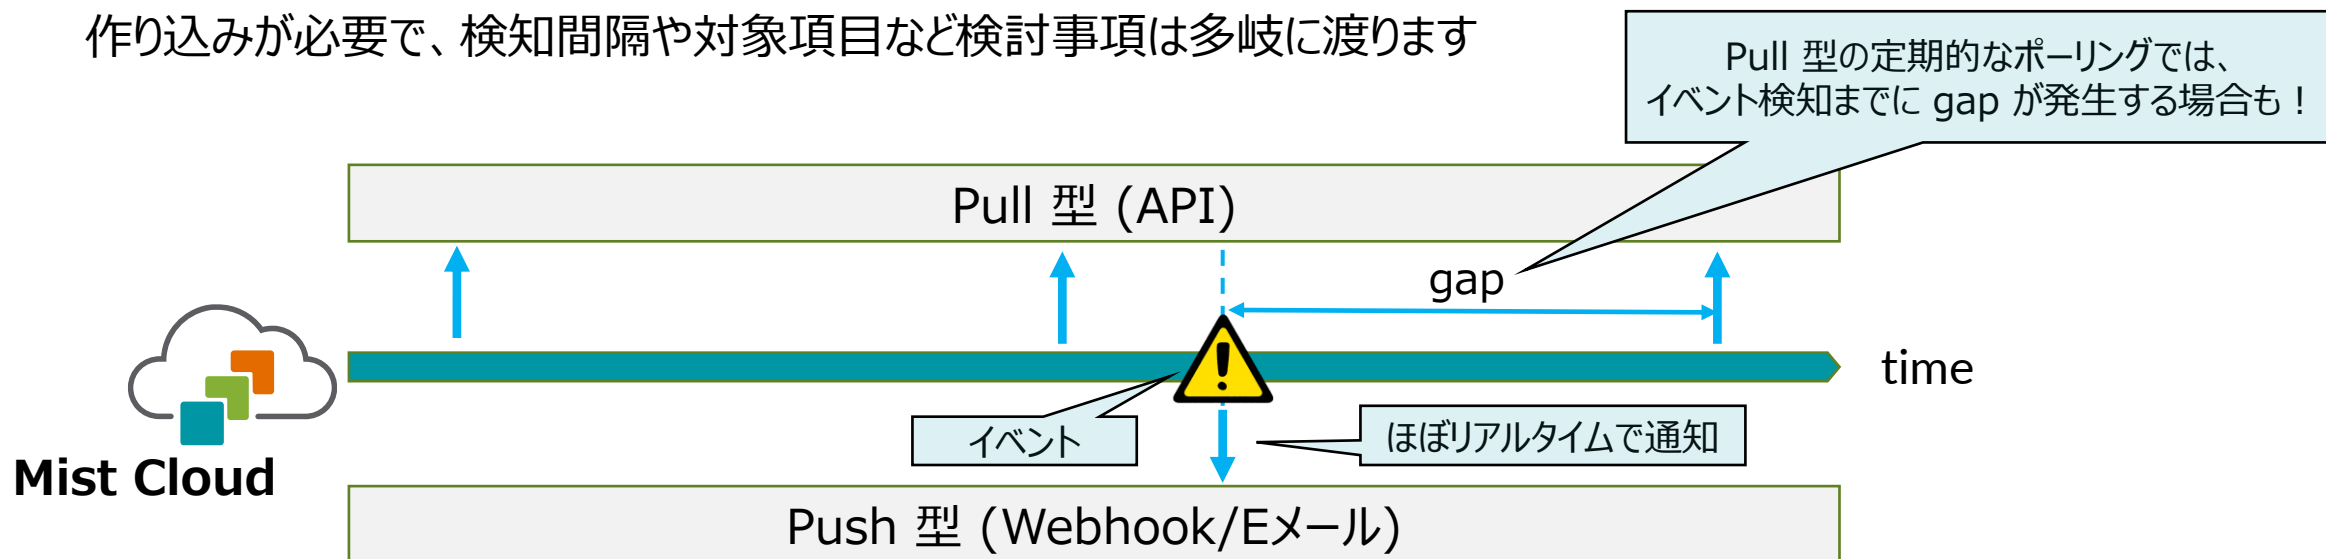 作り込みが必要で、検知間隔や対象項目など検討事項は多岐に渡ります
Pull 型の定期的なポーリングでは、
イベント検知までに gap が発生する場合も！
Pull 型 (API)
gap
time
イベント
ほぼリアルタイムで通知
Mist Cloud
Push 型 (Webhook/Eメール)